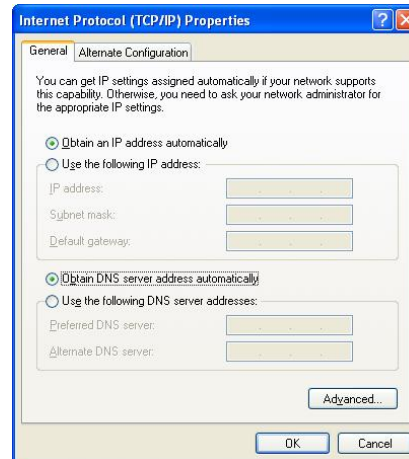 Internet Protocol (TCP/IP) Properties
General
Alternate Configuration
You can get IP settings assigned automatically if your network supports
this capability. Otherwise, you need to ask your network administrator for
the appropriate IP settings.
Obtain an IP address automatically
Use the following IP address:
IP address:
Subnet mask:
Default gateway:
Obtain DNS server address automatically
Use the following DNS server addresses:
Preferred DNS server:
Alternate DNS server:
Advanced...
OK
Cancel